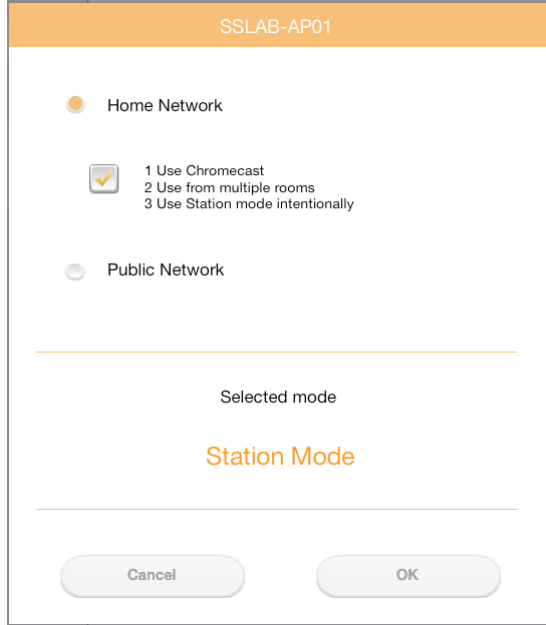 SSLAB-AP01
Home Network
1 Use Chromecast
2 Use from multiple rooms
3 Use Station mode intentionally
Public Network
Selected mode
Station Mode
Cancel
OK